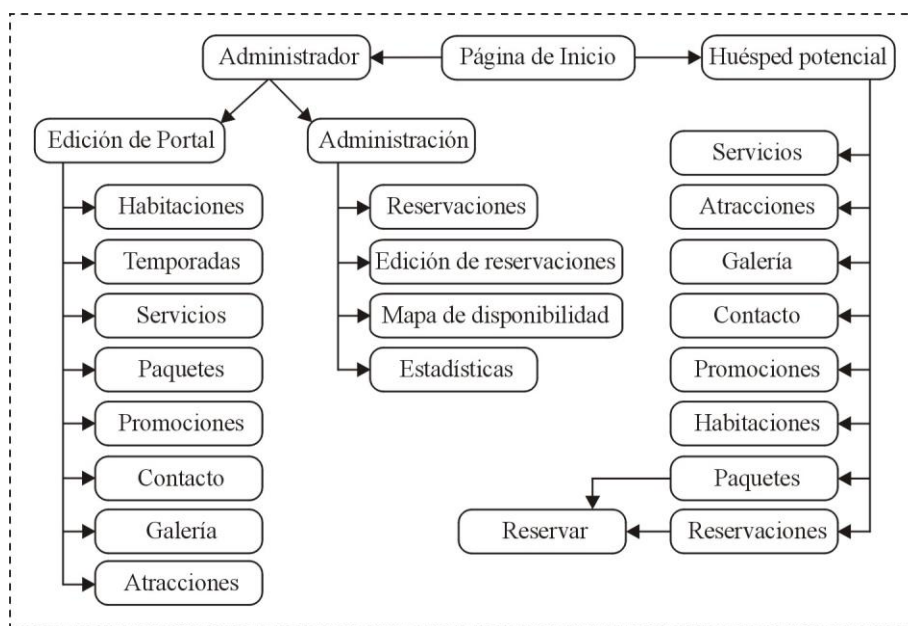 Administrador
Página de Inicio
Huésped potencial
Edición de Portal
Administración
Habitaciones
Temporadas
Servicios
Paquetes
Promociones
Contacto
Galería
Atracciones
Reservaciones
Edición de reservaciones
Mapa de disponibilidad
Estadísticas
Servicios
Atracciones
Galería
Contacto
Promociones
Habitaciones
Paquetes
Reservaciones
Reservar